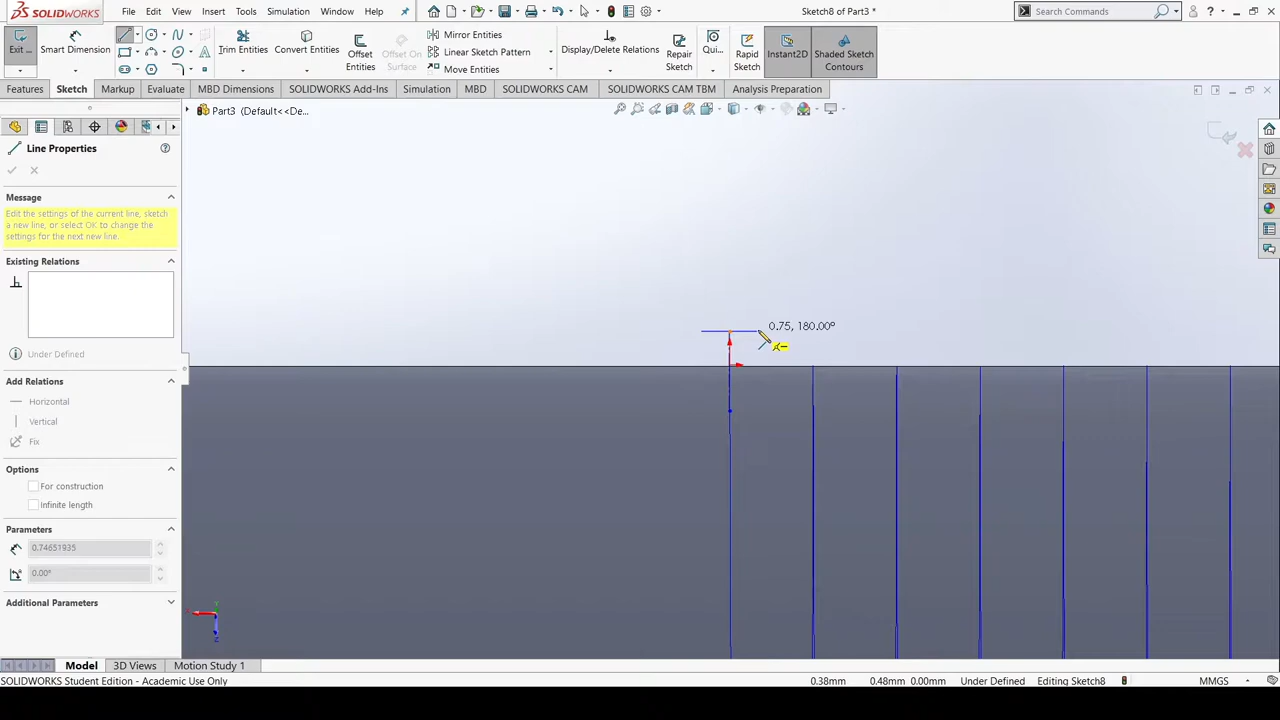 SOLIDWORKS
File
Edit
View
Insert
Tools
Simulation
Window
Help
Sketch8 of Part3 *
Search Commands
Exit ...
Smart Dimension
Trim Entities
Convert Entities
Offset
Entities
Offset On
Surface
Mirror Entities
Linear Sketch Pattern
Move Entities
Display/Delete Relations
Repair
Sketch
Qui...
Rapid
Sketch
Instant2D
Shaded Sketch
Contours
Features
Sketch
Markup
Evaluate
MBD Dimensions
SOLIDWORKS Add-Ins
Simulation
MBD
SOLIDWORKS CAM
SOLIDWORKS CAM TBM
Analysis Preparation
Part3 (Default<<De...
Line Properties
Message
Edit the settings of the current line, sketch
a new line, or select OK to change the
settings for the next new line.
Existing Relations
Under Defined
Add Relations
Horizontal
Vertical
Fix
Options
For construction
Infinite length
Parameters
0.74651935
0.00°
Additional Parameters
0.75, 180.00°
Model
3D Views
Motion Study 1
SOLIDWORKS Student Edition - Academic Use Only
0.38mm
0.48mm 0.00mm
Under Defined
Editing Sketch8
MMGS